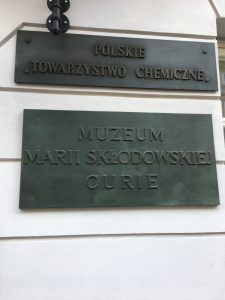 POLSKIE
TOWARZYSTWO CHEMICZNE
MUZEUM
MARII SKŁODOWSKIEJ
CURIE